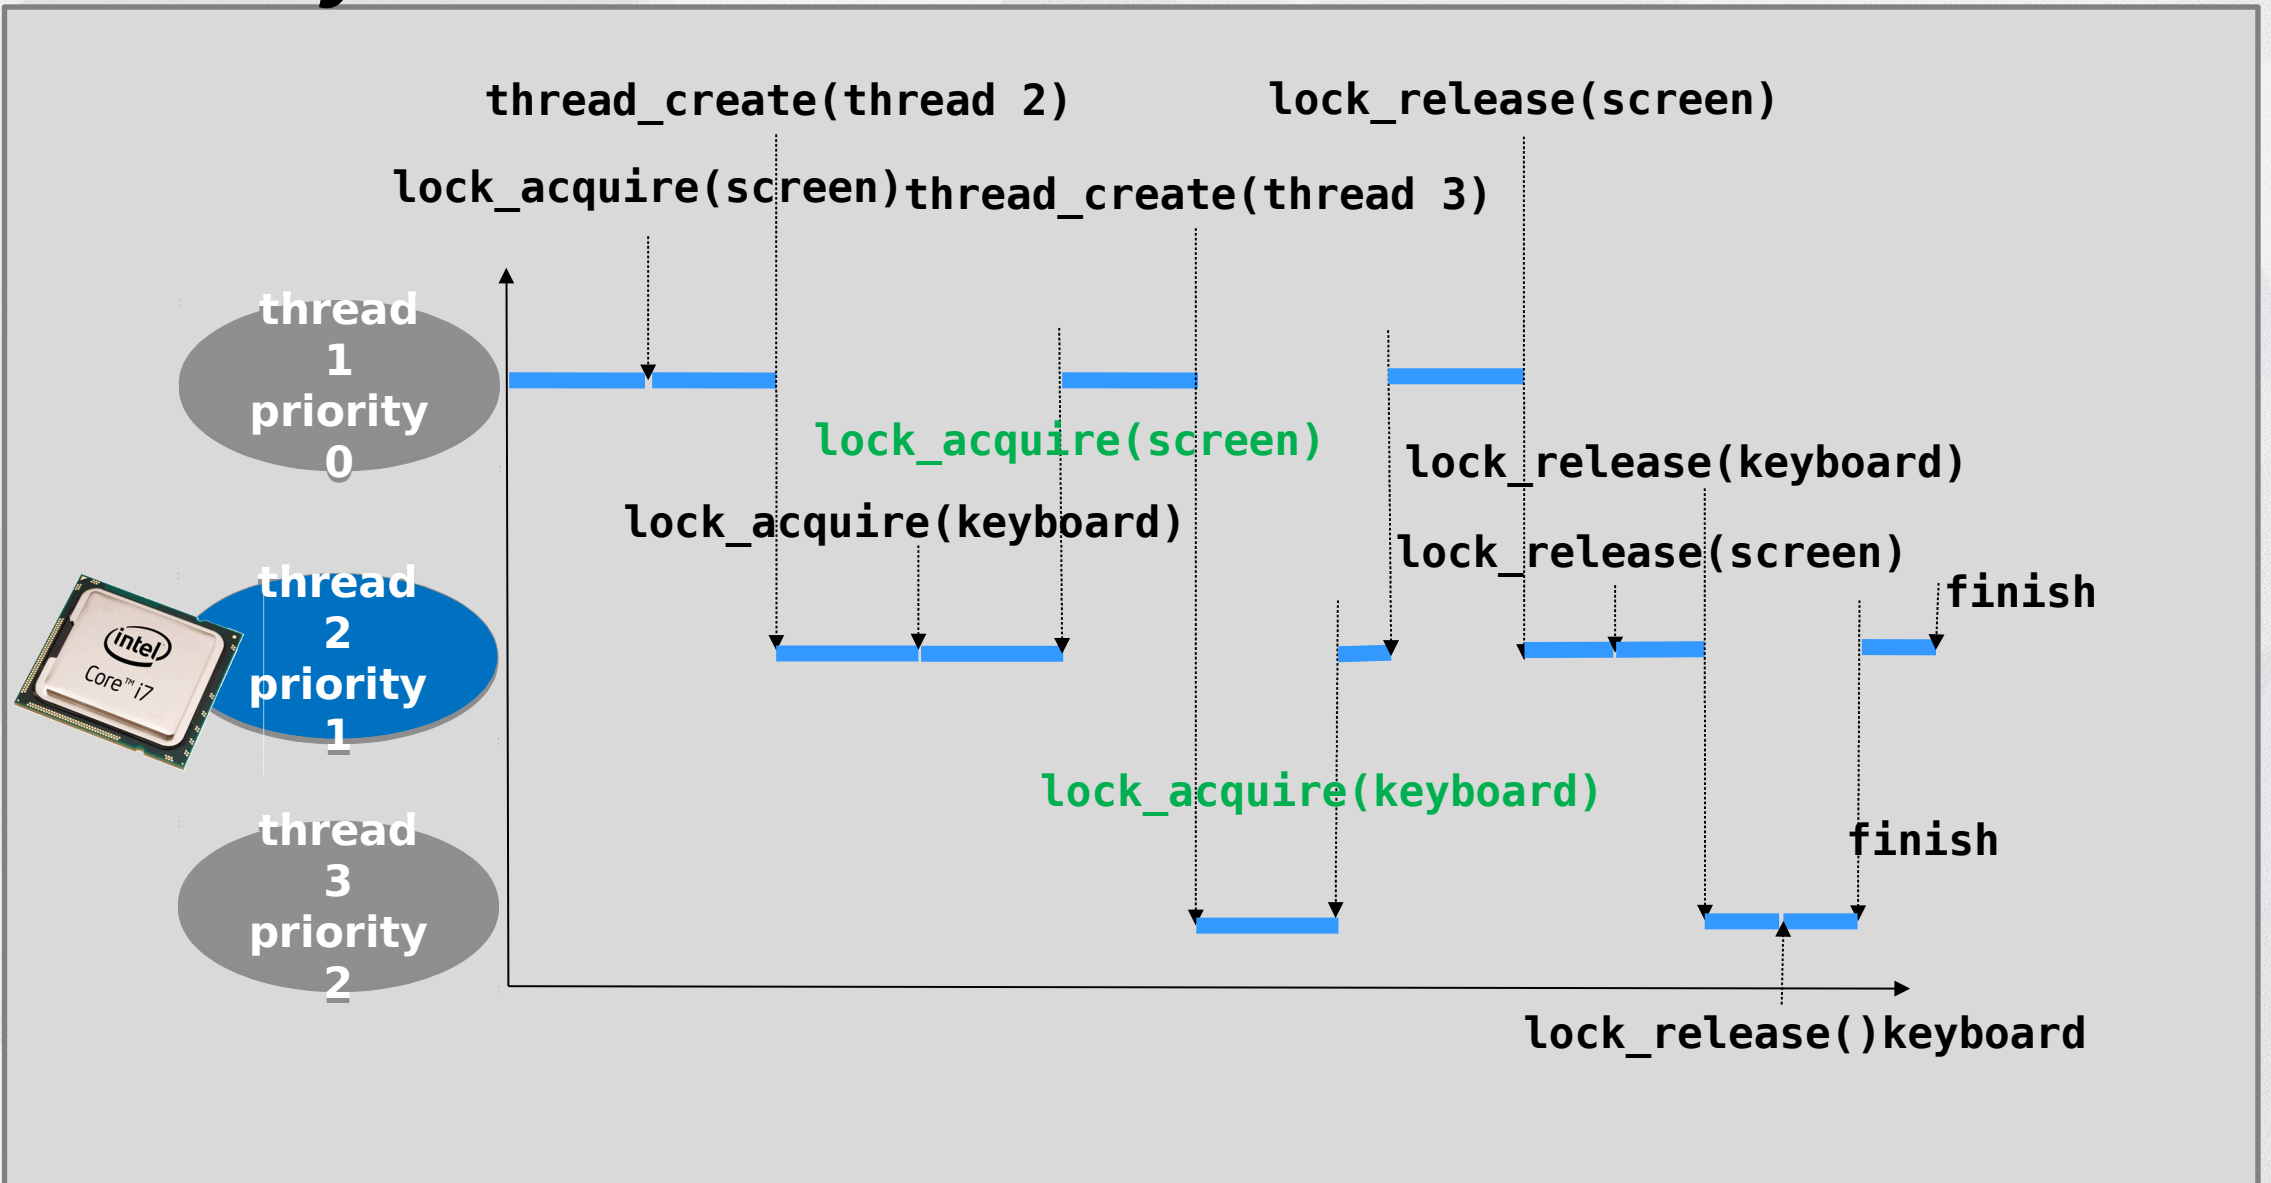 thread_create(thread 2)
lock_release(screen)
lock_acquire(screen)
thread_create(thread 3)
thread
1
priority
0
lock_acquire(screen)
lock_release(keyboard)
lock_acquire(keyboard)
lock_release(screen)
finish
thread
2
priority
1
intel
Core™ i7
lock_acquire(keyboard)
finish
thread
3
priority
2
lock_release()keyboard